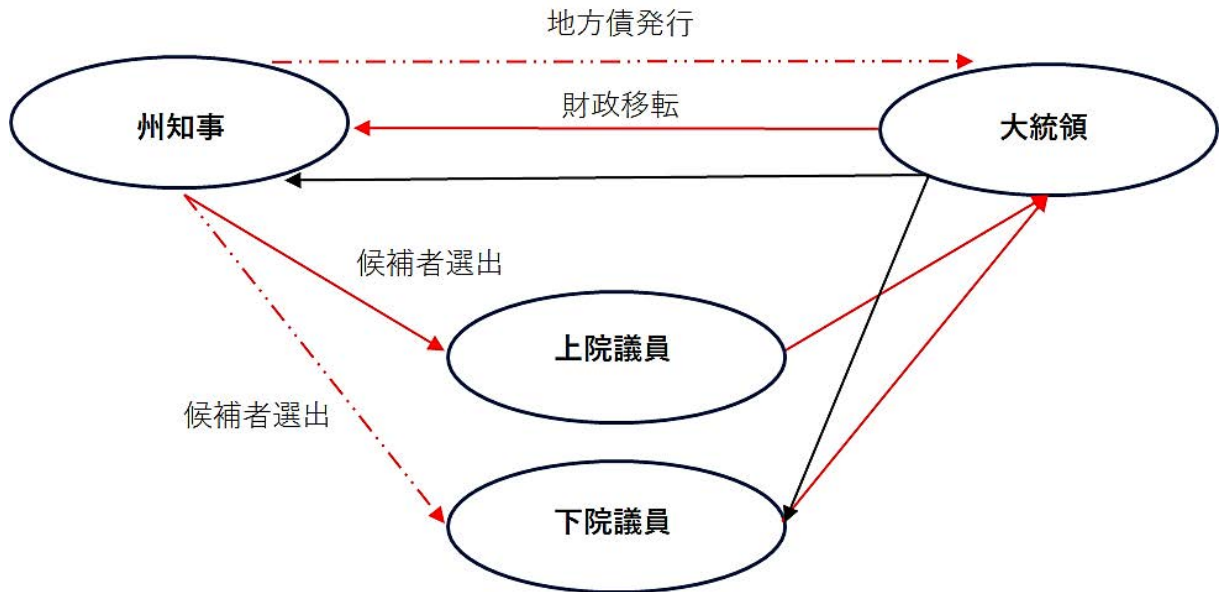 地方債発行
州知事
財政移転
大統領
候補者選出
上院議員
候補者選出
下院議員